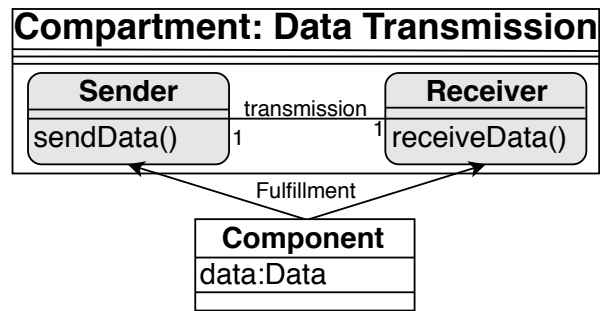 Compartment: Data Transmission
Sender
Receiver
transmission
sendData()
1
1
receiveData()
Fulfillment
Component
data:Data